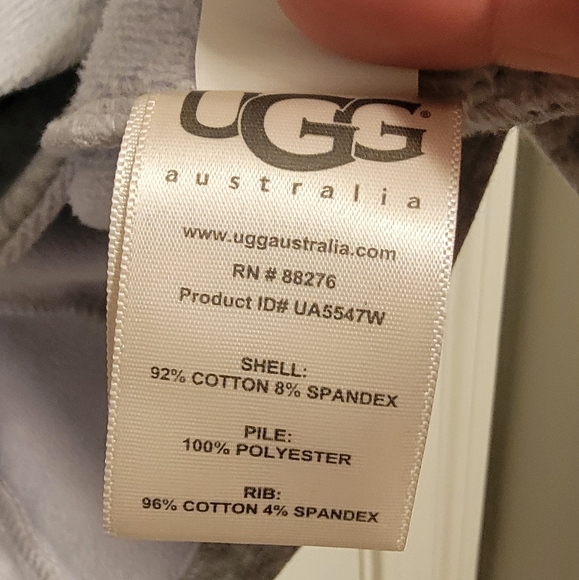 UGG®
australia
www.uggaustralia.com
RN # 88276
Product ID# UA5547W
SHELL:
92% COTTON 8% SPANDEX
PILE:
100% POLYESTER
RIB:
96% COTTON 4% SPANDEX